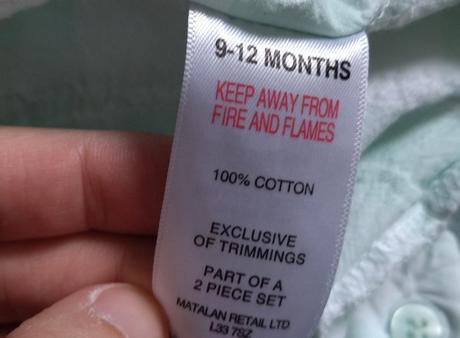 9-12 MONTHS
KEEP AWAY FROM
FIRE AND FLAMES
100% COTTON
EXCLUSIVE
OF TRIMMINGS
PART OF A
2 PIECE SET
MATALAN RETAIL LTD
L33 7SZ